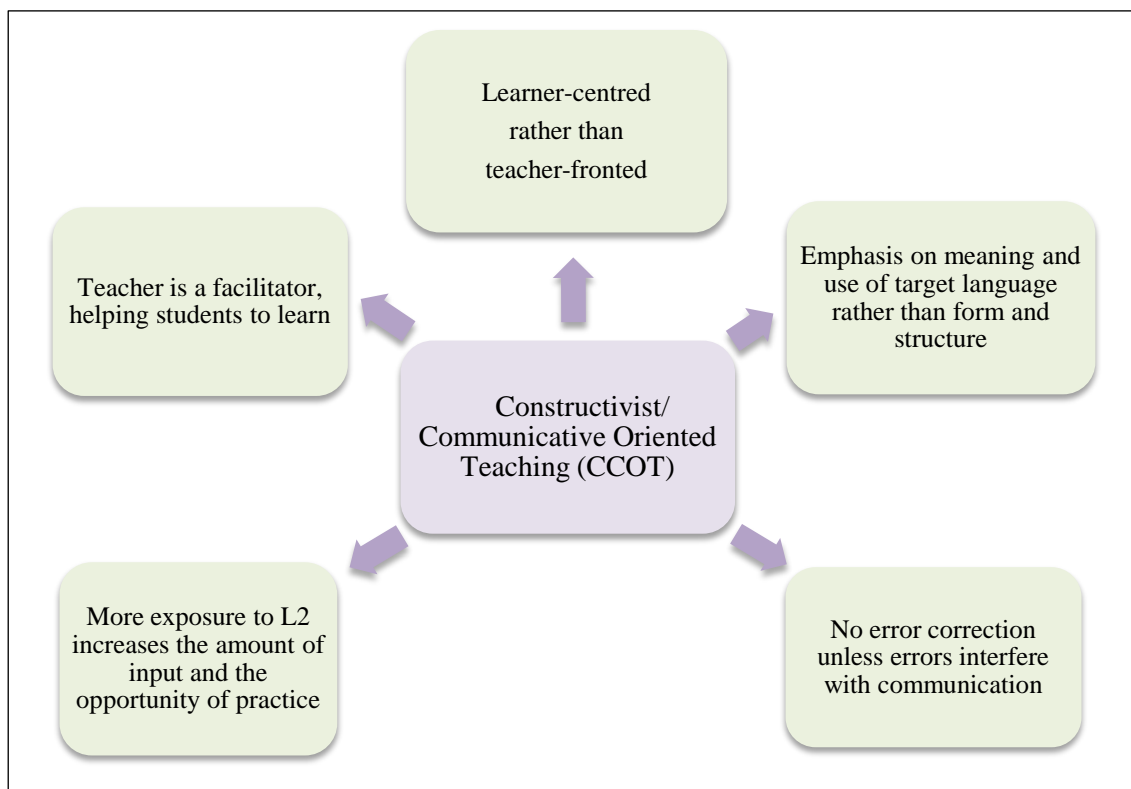 Learner-centred
rather than
teacher-fronted
Teacher is a facilitator,
helping students to learn
Emphasis on meaning and
use of target language
rather than form and
structure
Constructivist/
Communicative Oriented
Teaching (CCOT)
More exposure to L2
increases the amount of
input and the
opportunity of practice
No error correction
unless errors interfere
with communication